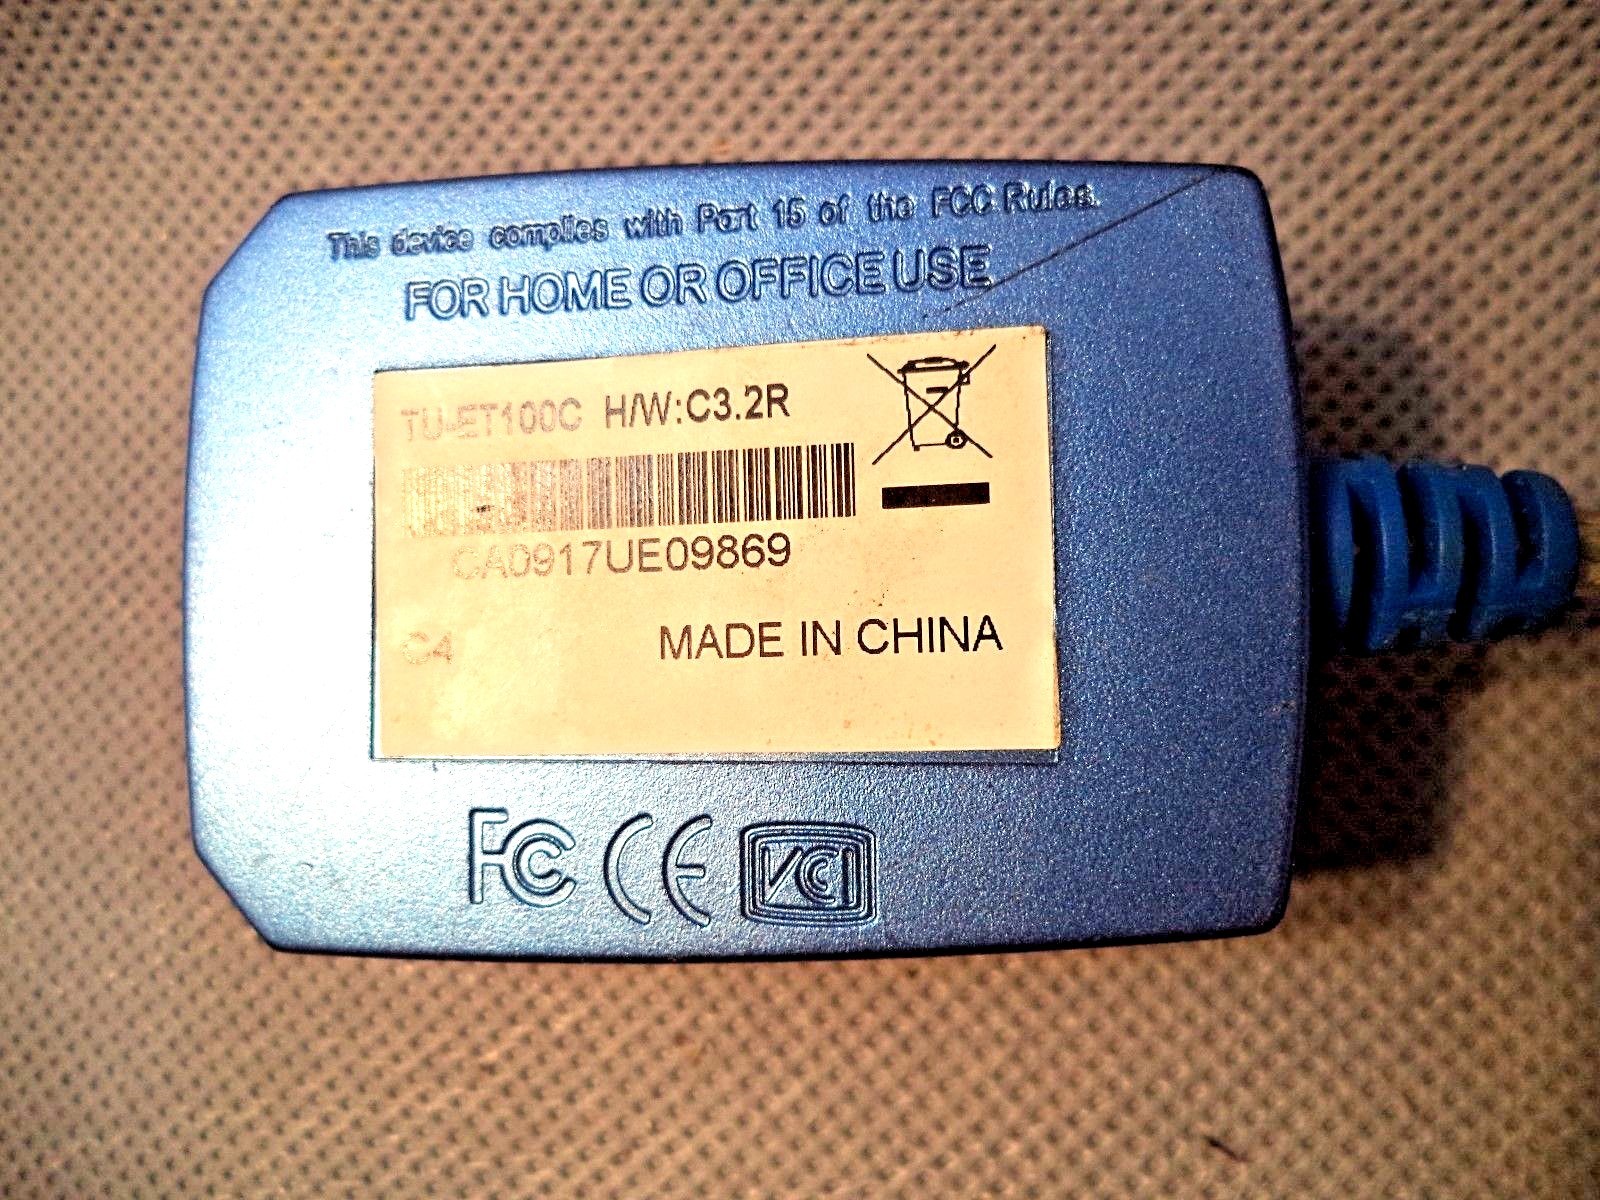 This device complies with Part 15 of the FCC Rules.
FOR HOME OR OFFICE USE
TU-ET100C H/W:C3.2R
CA0917UE09869
C4 MADE IN CHINA
FC CE VCI